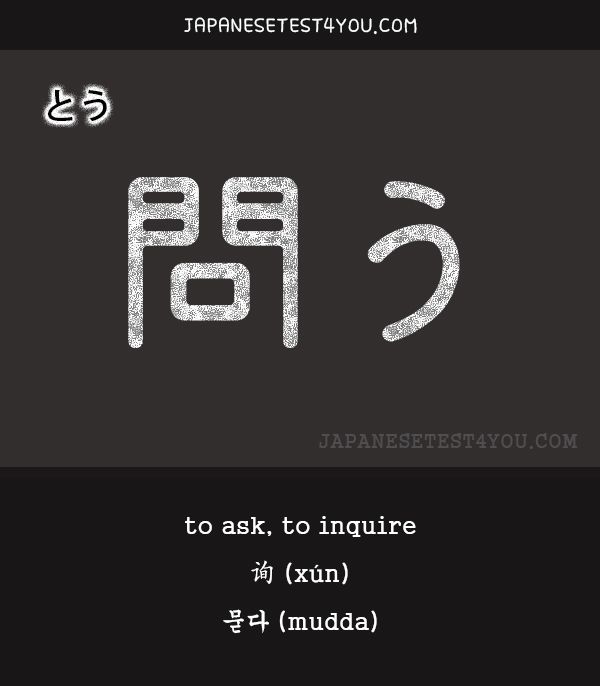 JAPANESETEST4YOU.COM
とう
問う
JAPANESETEST4YOU.COM
to ask, to inquire
询 (xún)
묻다 (mudda)